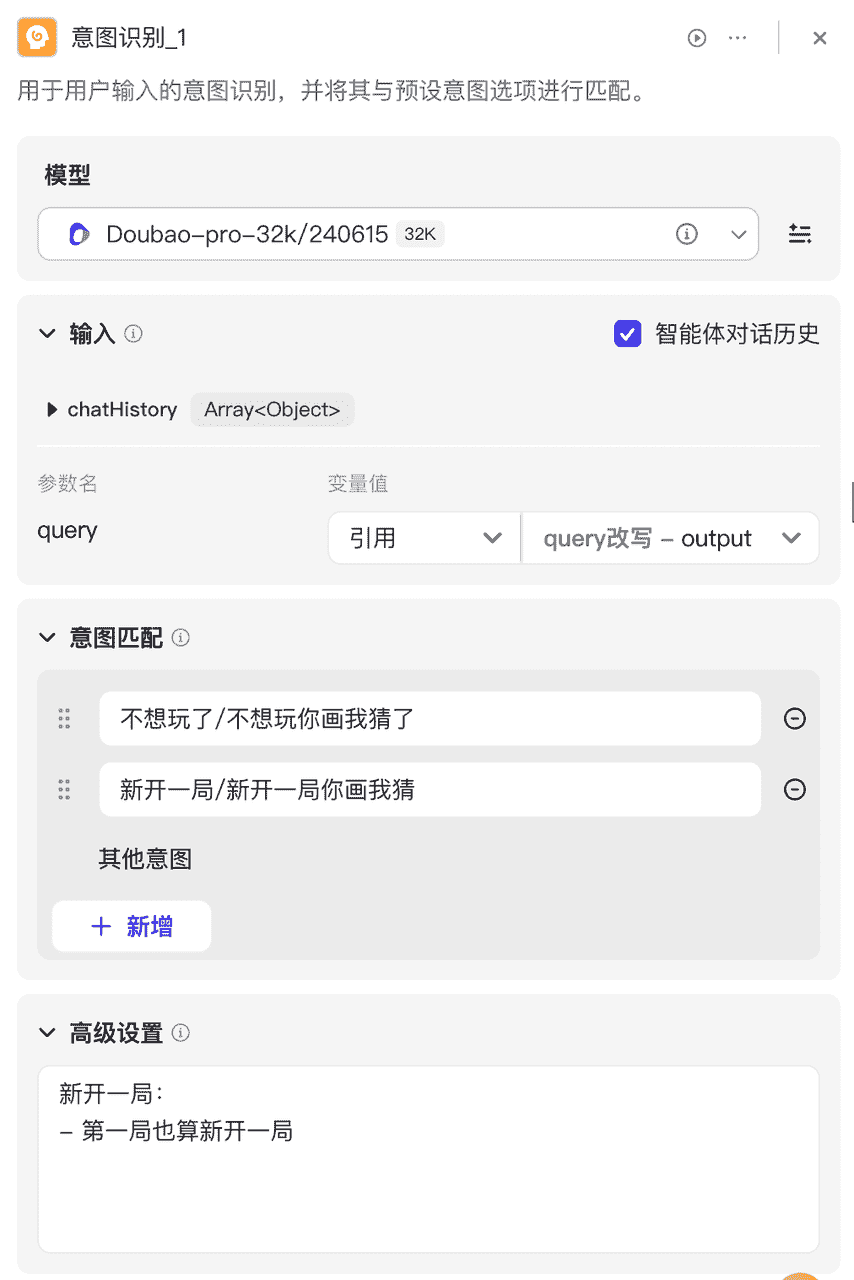 意图识别_1
用于用户输入的意图识别，并将其与预设意图选项进行匹配。
模型
Doubao-pro-32k/240615 32K
输入 智能体对话历史
chatHistory Array<Object>
参数名 变量值
query 引用 query改写 - output
意图匹配
不想玩了/不想玩你画我猜了
新开一局/新开一局你画我猜
其他意图
+ 新增
高级设置
新开一局：
- 第一局也算新开一局